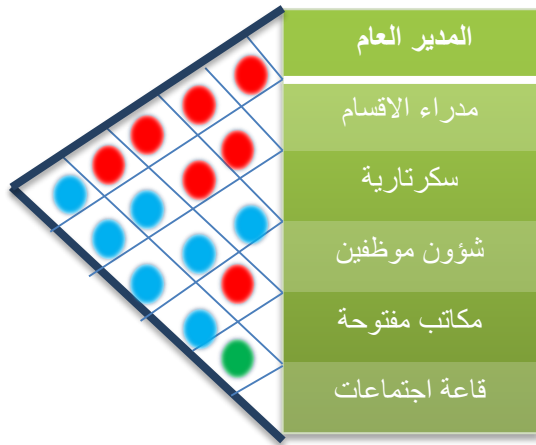 المدير العام
مدراء الاقسام
سكرتارية
شؤون موظفين
مكاتب مفتوحة
قاعة اجتماعات